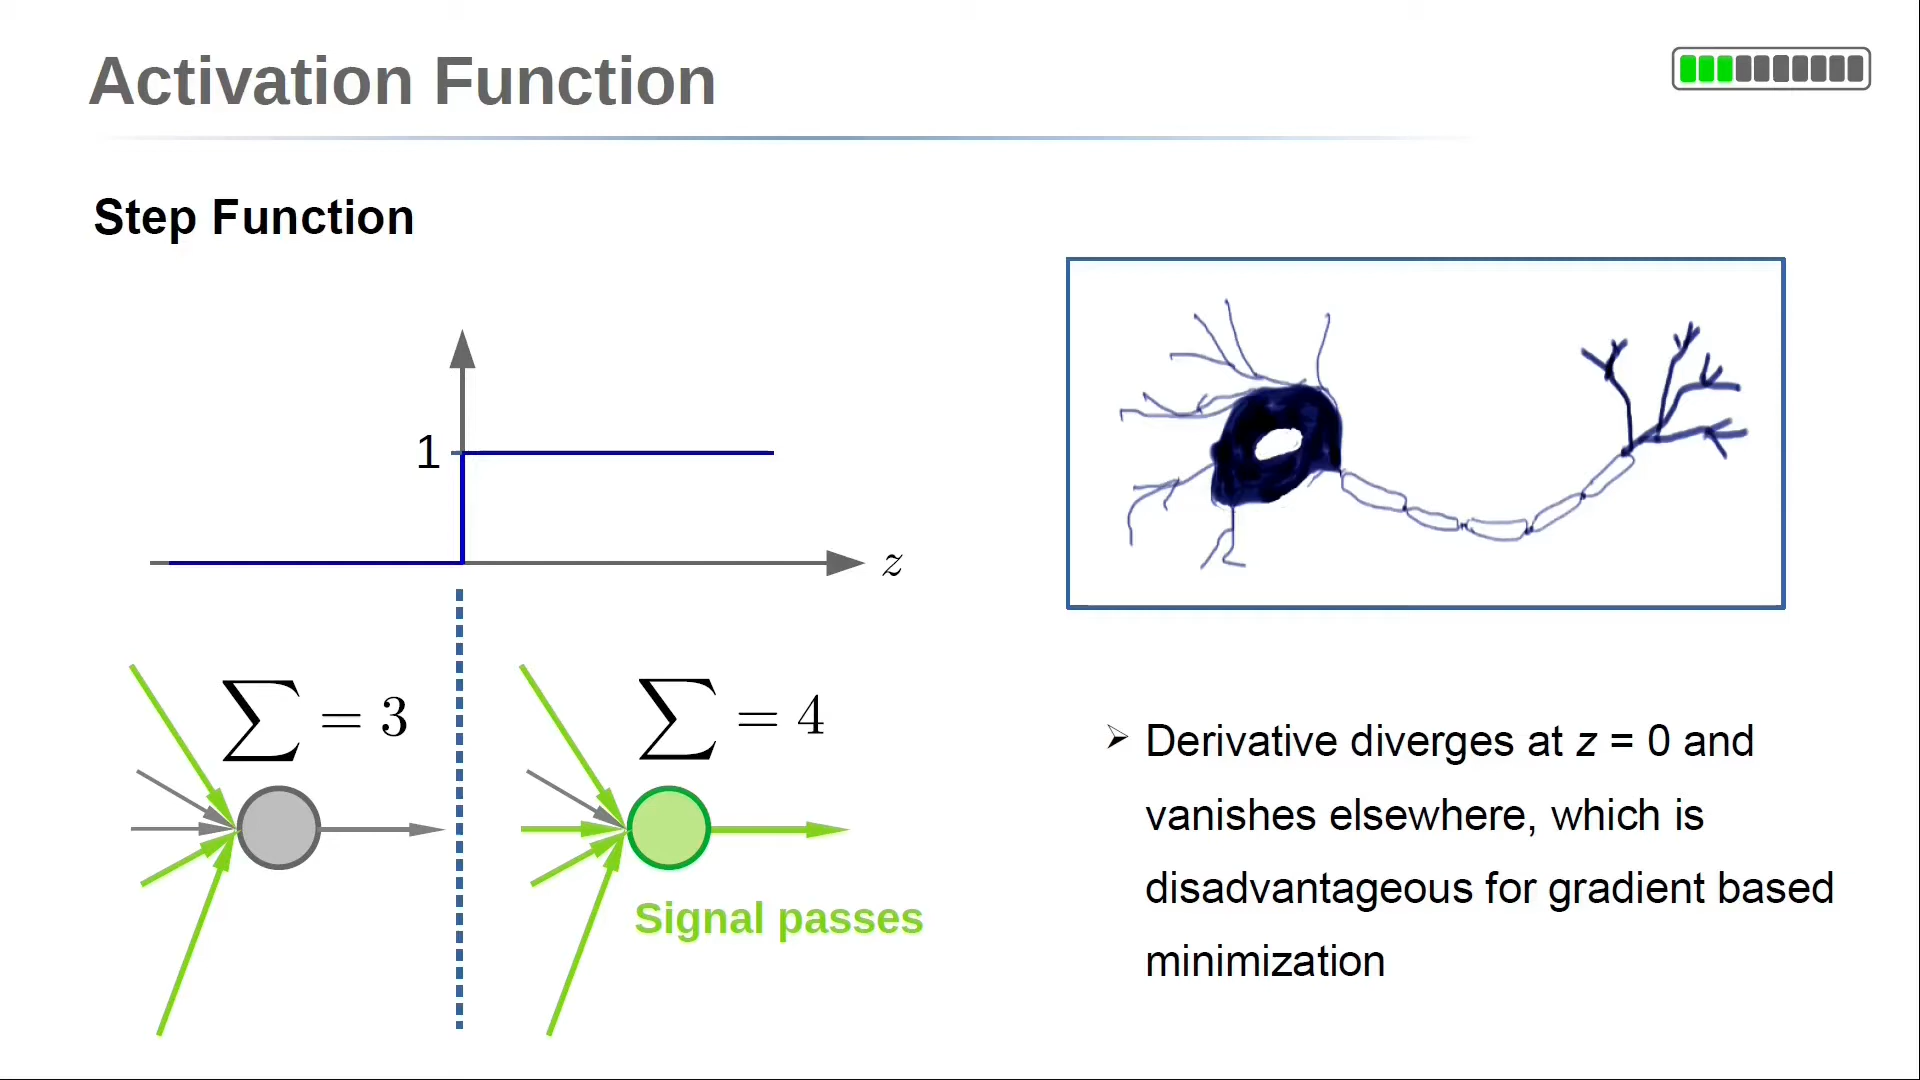 Activation Function
Step Function
1
z
∑ = 3
∑ = 4
Signal passes
➢ Derivative diverges at z = 0 and
vanishes elsewhere, which is
disadvantageous for gradient based
minimization